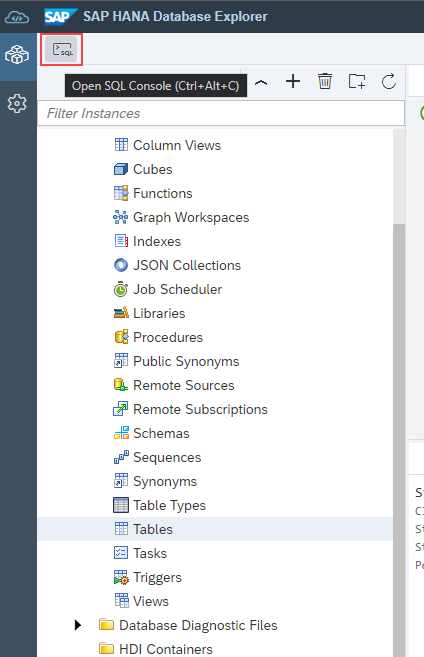 SAP SAP HANA Database Explorer
SQL
Open SQL Console (Ctrl+Alt+C)
Filter Instances
Column Views
Cubes
Functions
Graph Workspaces
Indexes
JSON Collections
Job Scheduler
Libraries
Procedures
Public Synonyms
Remote Sources
Remote Subscriptions
Schemas
Sequences
Synonyms
Table Types
Tables
Tasks
Triggers
Views
Database Diagnostic Files
HDI Containers